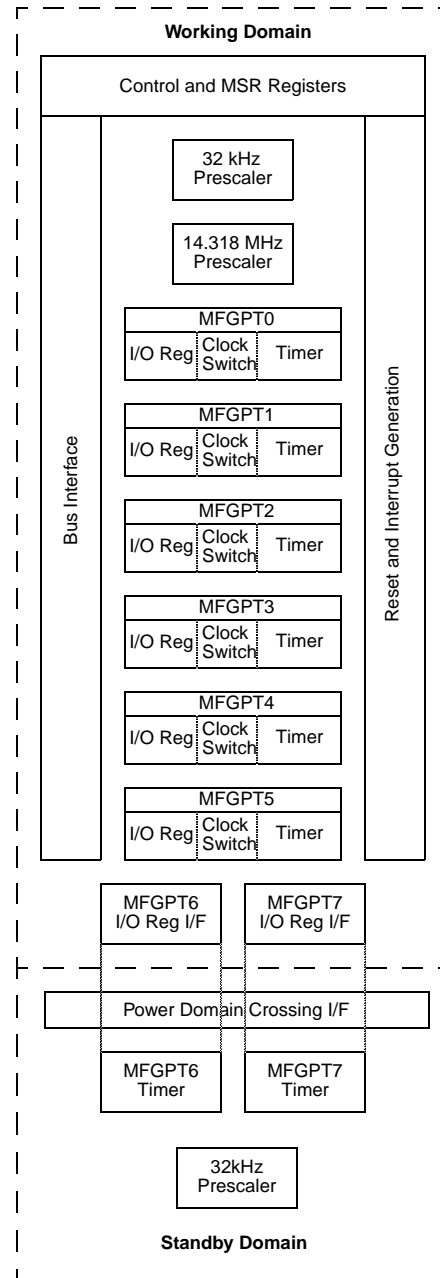 Working Domain
Control and MSR Registers
Bus Interface
32 kHz
Prescaler
14.318 MHz
Prescaler
MFGPT0
I/O Reg
Clock
Switch
Timer
MFGPT1
I/O Reg
Clock
Switch
Timer
MFGPT2
I/O Reg
Clock
Switch
Timer
MFGPT3
I/O Reg
Clock
Switch
Timer
MFGPT4
I/O Reg
Clock
Switch
Timer
MFGPT5
I/O Reg
Clock
Switch
Timer
Reset and Interrupt Generation
MFGPT6
I/O Reg I/F
MFGPT7
I/O Reg I/F
Power Domain Crossing I/F
MFGPT6
Timer
MFGPT7
Timer
32kHz
Prescaler
Standby Domain